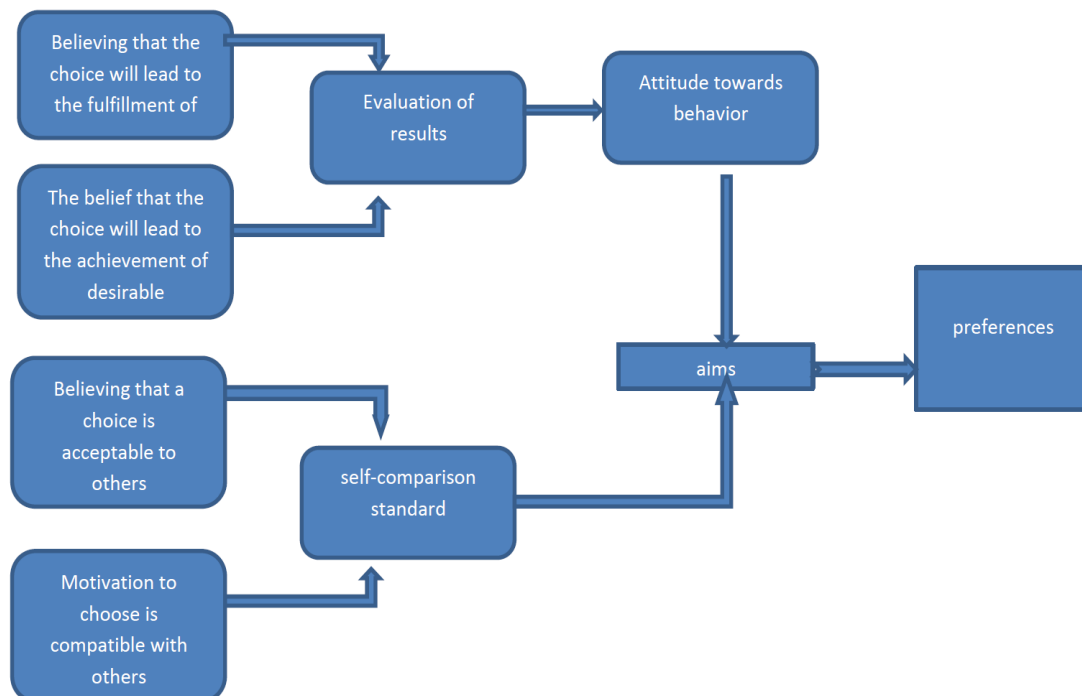 Believing that the
choice will lead to
the fulfillment of
Evaluation of
results
Attitude towards
behavior
The belief that the
choice will lead to
the achievement of
desirable
preferences
aims
Believing that a
choice is
acceptable to
others
self-comparison
standard
Motivation to
choose is
compatible with
others